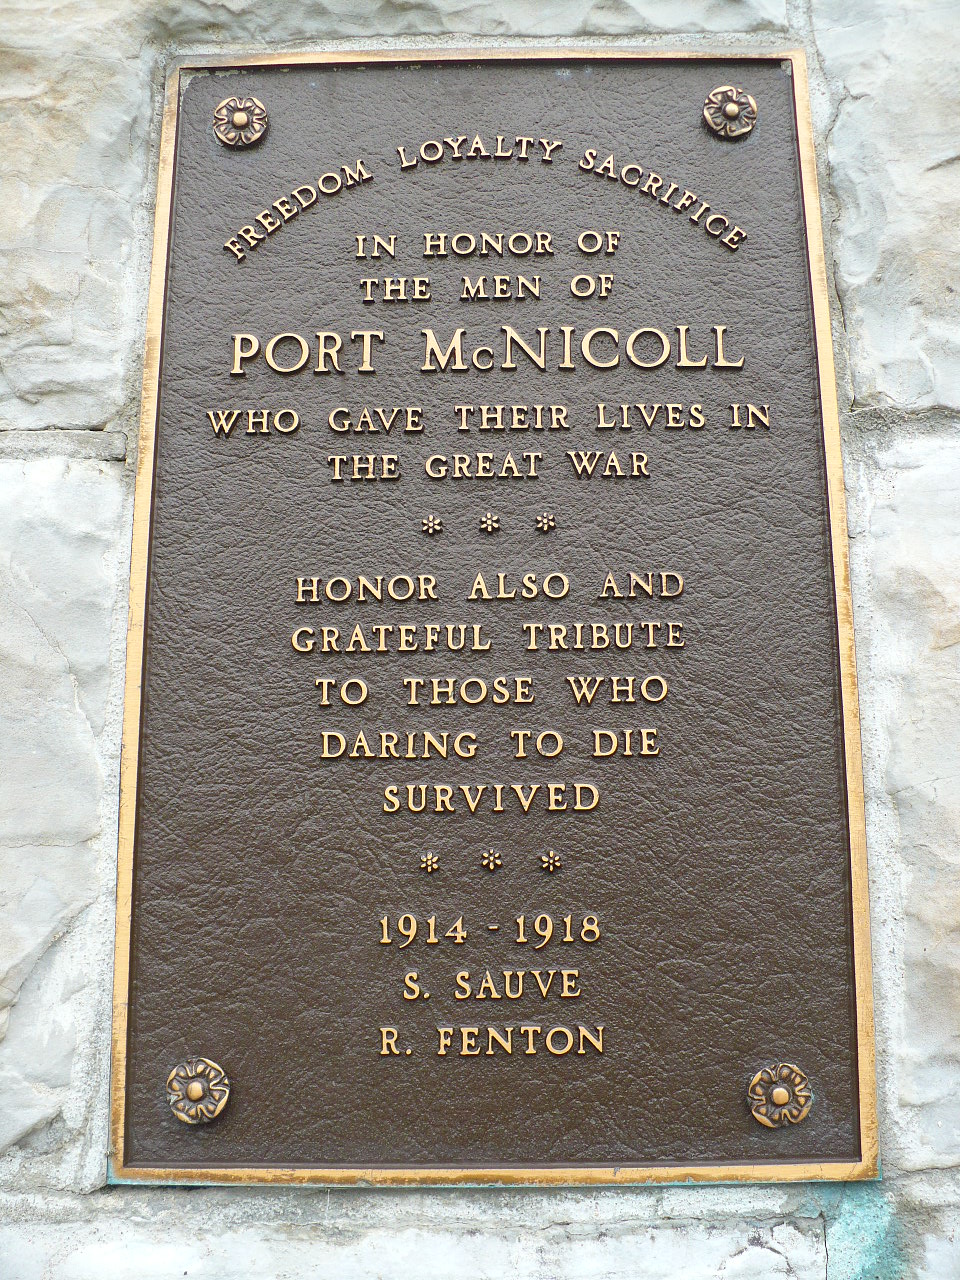 FREEDOM LOYALTY SACRIFICE
IN HONOR OF
THE MEN OF
PORT McNICOLL
WHO GAVE THEIR LIVES IN
THE GREAT WAR
* * *
HONOR ALSO AND
GRATEFUL TRIBUTE
TO THOSE WHO
DARING TO DIE
SURVIVED
* * *
1914 - 1918
S. SAUVE
R. FENTON